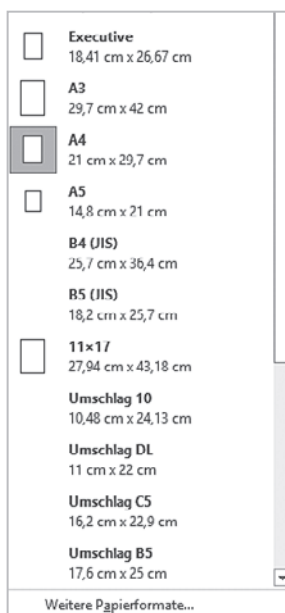 Executive
18,41 cm x 26,67 cm
A3
29,7 cm x 42 cm
A4
21 cm x 29,7 cm
A5
14,8 cm x 21 cm
B4 (JIS)
25,7 cm x 36,4 cm
B5 (JIS)
18,2 cm x 25,7 cm
11×17
27,94 cm x 43,18 cm
Umschlag 10
10,48 cm x 24,13 cm
Umschlag DL
11 cm x 22 cm
Umschlag C5
16,2 cm x 22,9 cm
Umschlag B5
17,6 cm x 25 cm
Weitere Papierformate...